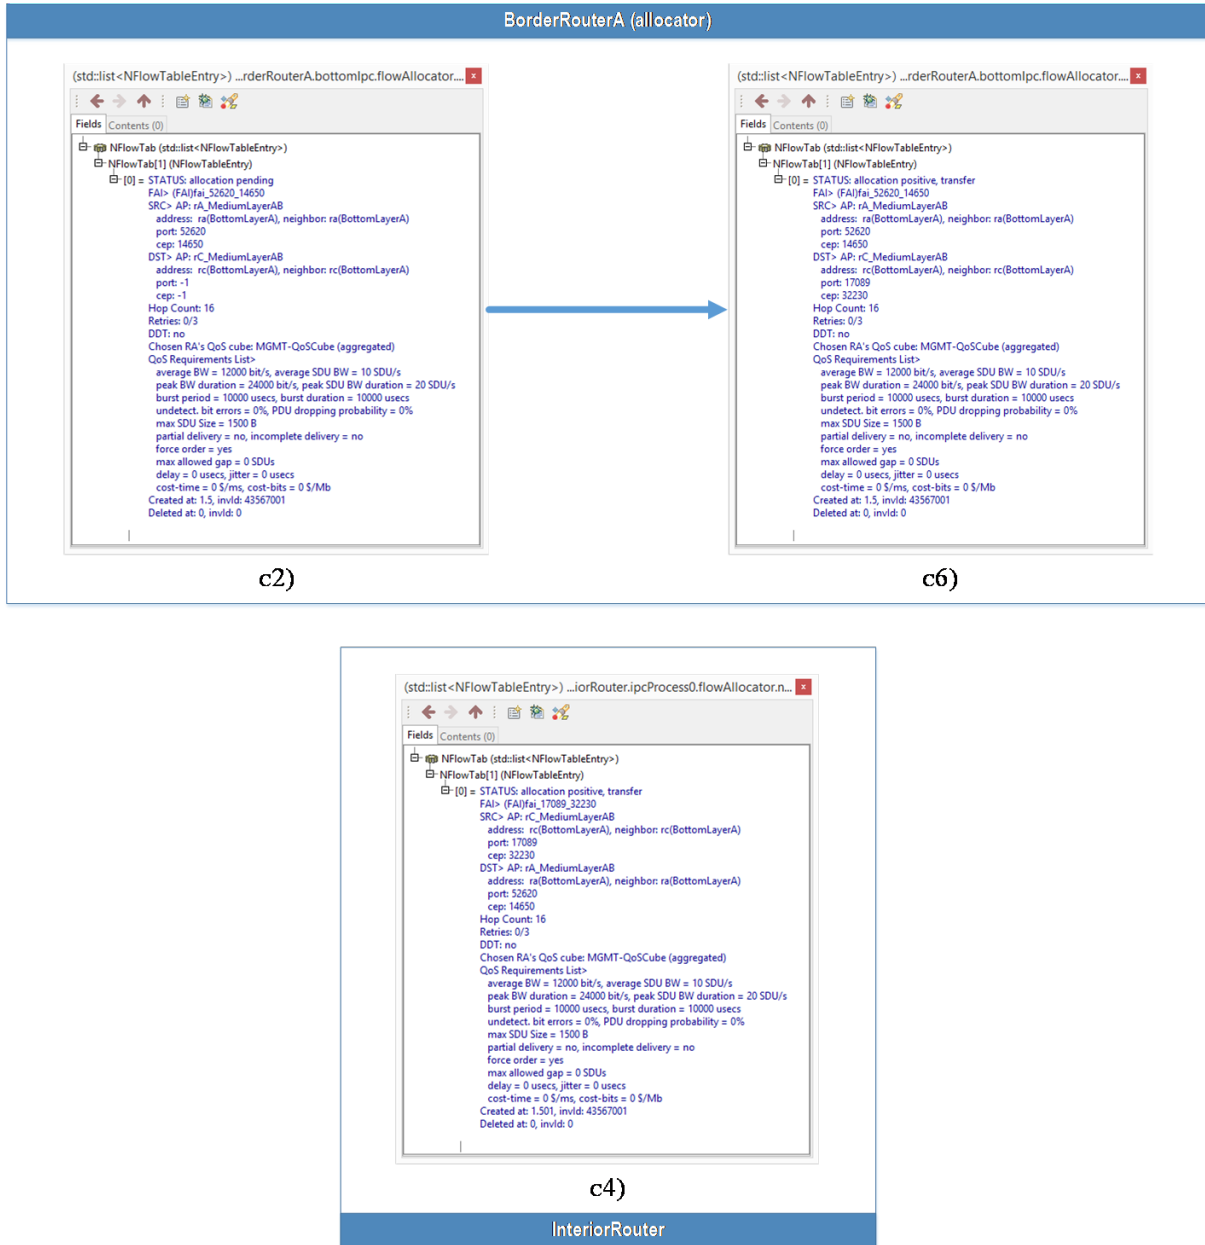 BorderRouterA (allocator)
(std::list<NFlowTableEntry>) ...rderRouterA.bottomIpc.flowAllocator....
x
Fields
Contents (0)
NFlowTab (std::list<NFlowTableEntry>)
NFlowTab[1] (NFlowTableEntry)
[0] = STATUS: allocation pending
FAI> (FAI)fai_52620_14650
SRC> AP: rA_MediumLayerAB
address:  ra(BottomLayerA), neighbor: ra(BottomLayerA)
port: 52620
cep: 14650
DST> AP: rC_MediumLayerAB
address:  rc(BottomLayerA), neighbor: rc(BottomLayerA)
port: -1
cep: -1
Hop Count: 16
Retries: 0/3
DDT: no
Chosen RA's QoS cube: MGMT-QoSCube (aggregated)
QoS Requirements List>
average BW = 12000 bit/s, average SDU BW = 10 SDU/s
peak BW duration = 24000 bit/s, peak SDU BW duration = 20 SDU/s
burst period = 10000 usecs, burst duration = 10000 usecs
undetect. bit errors = 0%, PDU dropping probability = 0%
max SDU Size = 1500 B
partial delivery = no, incomplete delivery = no
force order = yes
max allowed gap = 0 SDUs
delay = 0 usecs, jitter = 0 usecs
cost-time = 0 $/ms, cost-bits = 0 $/Mb
Created at: 1.5, invId: 43567001
Deleted at: 0, invId: 0
c2)
(std::list<NFlowTableEntry>) ...rderRouterA.bottomIpc.flowAllocator....
x
Fields
Contents (0)
NFlowTab (std::list<NFlowTableEntry>)
NFlowTab[1] (NFlowTableEntry)
[0] = STATUS: allocation positive, transfer
FAI> (FAI)fai_52620_14650
SRC> AP: rA_MediumLayerAB
address:  ra(BottomLayerA), neighbor: ra(BottomLayerA)
port: 52620
cep: 14650
DST> AP: rC_MediumLayerAB
address:  rc(BottomLayerA), neighbor: rc(BottomLayerA)
port: 17089
cep: 32230
Hop Count: 16
Retries: 0/3
DDT: no
Chosen RA's QoS cube: MGMT-QoSCube (aggregated)
QoS Requirements List>
average BW = 12000 bit/s, average SDU BW = 10 SDU/s
peak BW duration = 24000 bit/s, peak SDU BW duration = 20 SDU/s
burst period = 10000 usecs, burst duration = 10000 usecs
undetect. bit errors = 0%, PDU dropping probability = 0%
max SDU Size = 1500 B
partial delivery = no, incomplete delivery = no
force order = yes
max allowed gap = 0 SDUs
delay = 0 usecs, jitter = 0 usecs
cost-time = 0 $/ms, cost-bits = 0 $/Mb
Created at: 1.5, invId: 43567001
Deleted at: 0, invId: 0
c6)
(std::list<NFlowTableEntry>) ...iorRouter.ipcProcess0.flowAllocator.n...
x
Fields
Contents (0)
NFlowTab (std::list<NFlowTableEntry>)
NFlowTab[1] (NFlowTableEntry)
[0] = STATUS: allocation positive, transfer
FAI> (FAI)fai_17089_32230
SRC> AP: rC_MediumLayerAB
address:  rc(BottomLayerA), neighbor: rc(BottomLayerA)
port: 17089
cep: 32230
DST> AP: rA_MediumLayerAB
address:  ra(BottomLayerA), neighbor: ra(BottomLayerA)
port: 52620
cep: 14650
Hop Count: 16
Retries: 0/3
DDT: no
Chosen RA's QoS cube: MGMT-QoSCube (aggregated)
QoS Requirements List>
average BW = 12000 bit/s, average SDU BW = 10 SDU/s
peak BW duration = 24000 bit/s, peak SDU BW duration = 20 SDU/s
burst period = 10000 usecs, burst duration = 10000 usecs
undetect. bit errors = 0%, PDU dropping probability = 0%
max SDU Size = 1500 B
partial delivery = no, incomplete delivery = no
force order = yes
max allowed gap = 0 SDUs
delay = 0 usecs, jitter = 0 usecs
cost-time = 0 $/ms, cost-bits = 0 $/Mb
Created at: 1.501, invId: 43567001
Deleted at: 0, invId: 0
c4)
InteriorRouter